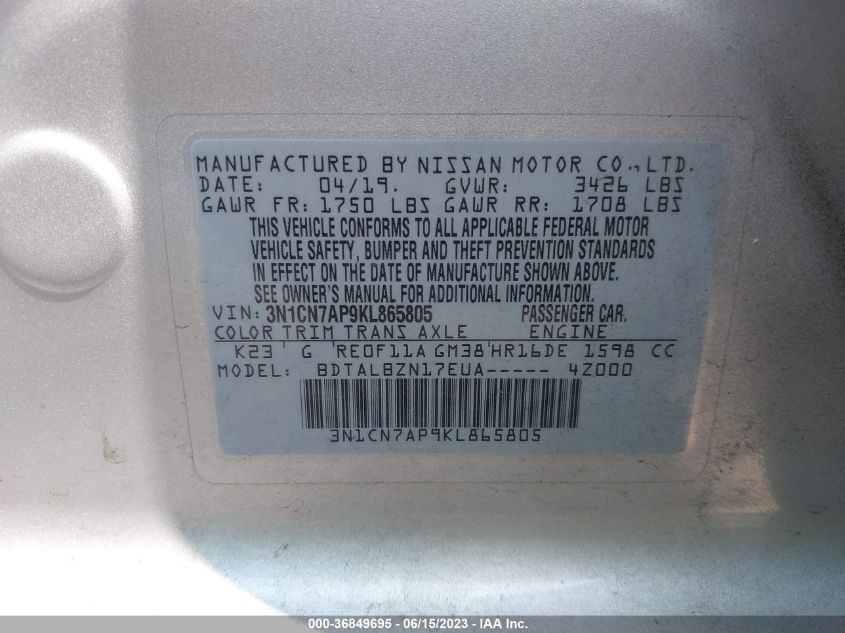 MANUFACTURED BY NISSAN MOTOR CO., LTD.
DATE: 04/19. GVWR: 3426 LBS
GAWR FR: 1750 LBS GAWR RR: 1708 LBS
THIS VEHICLE CONFORMS TO ALL APPLICABLE FEDERAL MOTOR
VEHICLE SAFETY, BUMPER AND THEFT PREVENTION STANDARDS
IN EFFECT ON THE DATE OF MANUFACTURE SHOWN ABOVE.
SEE OWNER'S MANUAL FOR ADDITIONAL INFORMATION.
VIN: 3N1CN7AP9KL865805 PASSENGER CAR.
COLOR TRIM TRANS AXLE ENGINE
K23 ' G 'RE0F11A GM38'HR16DE 1598 CC
MODEL: BDTALBZN17EUA----- 4Z000
3N1CN7AP9KL865805
000-36849695 - 06/15/2023 - IAA Inc.